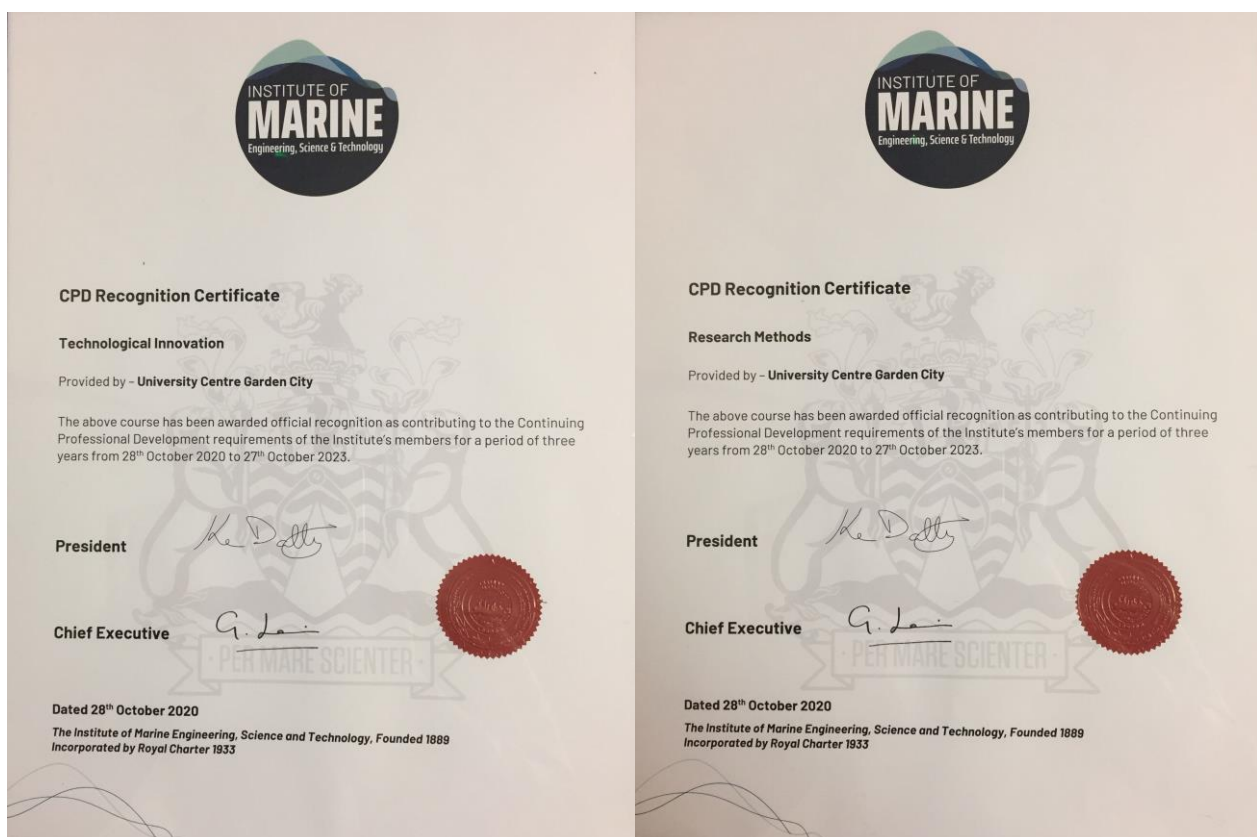 INSTITUTE OF
MARINE
Engineering, Science & Technology
CPD Recognition Certificate
Technological Innovation
Provided by – University Centre Garden City
The above course has been awarded official recognition as contributing to the Continuing
Professional Development requirements of the Institute's members for a period of three
years from 28th October 2020 to 27th October 2023.
President
Chief Executive
PER MARE SCIENTER
Dated 28th October 2020
The Institute of Marine Engineering, Science and Technology, Founded 1889
Incorporated by Royal Charter 1933
INSTITUTE OF
MARINE
Engineering, Science & Technology
CPD Recognition Certificate
Research Methods
Provided by – University Centre Garden City
The above course has been awarded official recognition as contributing to the Continuing
Professional Development requirements of the Institute's members for a period of three
years from 28th October 2020 to 27th October 2023.
President
Chief Executive
PER MARE SCIENTER
Dated 28th October 2020
The Institute of Marine Engineering, Science and Technology, Founded 1889
Incorporated by Royal Charter 1933